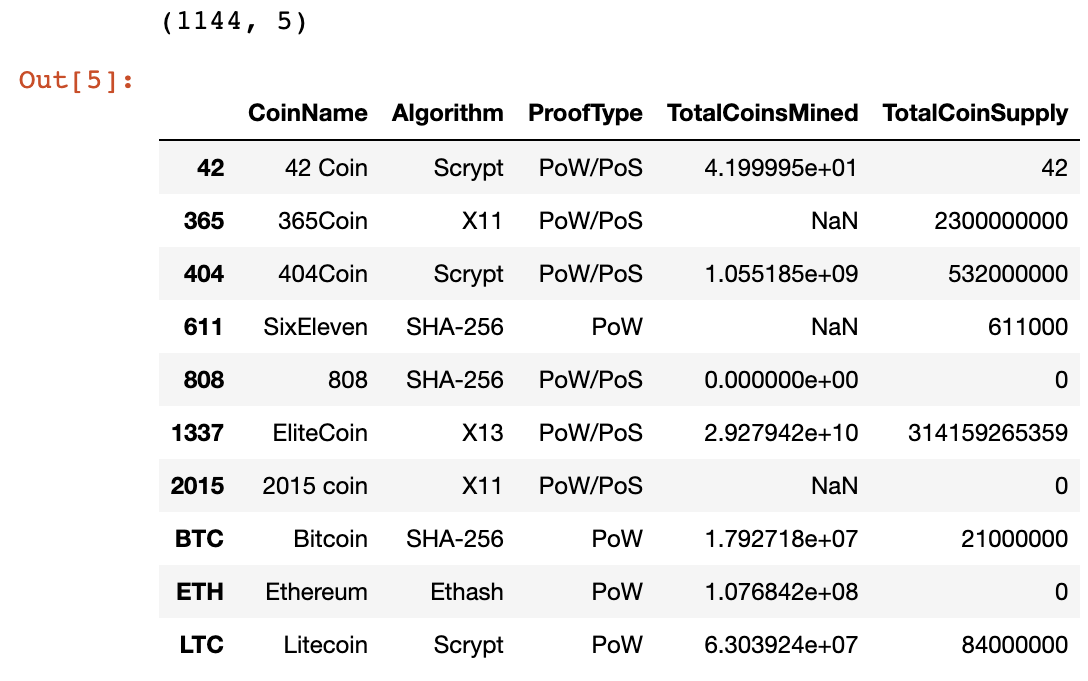 (1144, 5)
Out[5]:
CoinName Algorithm ProofType TotalCoinsMined TotalCoinSupply
42 42 Coin Scrypt PoW/PoS 4.199995e+01 42
365 365Coin X11 PoW/PoS NaN 2300000000
404 404Coin Scrypt PoW/PoS 1.055185e+09 532000000
611 SixEleven SHA-256 PoW NaN 611000
808 808 SHA-256 PoW/PoS 0.000000e+00 0
1337 EliteCoin X13 PoW/PoS 2.927942e+10 314159265359
2015 2015 coin X11 PoW/PoS NaN 0
BTC Bitcoin SHA-256 PoW 1.792718e+07 21000000
ETH Ethereum Ethash PoW 1.076842e+08 0
LTC Litecoin Scrypt PoW 6.303924e+07 84000000